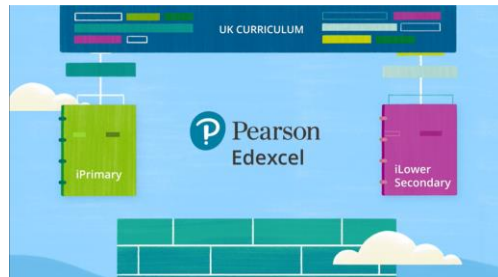 UK CURRICULUM
Pearson
Edexcel
iPrimary
iLower
Secondary